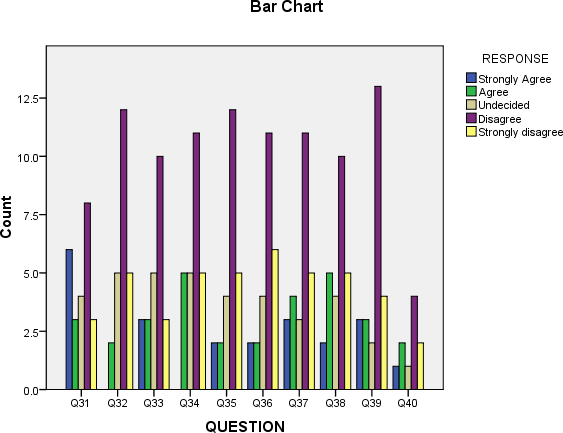 Bar Chart
RESPONSE
Strongly Agree
Agree
Undecided
Disagree
Strongly disagree
12.5
10.0
7.5
5.0
2.5
0.0
Count
Q31 Q32 Q33 Q34 Q35 Q36 Q37 Q38 Q39 Q40
QUESTION